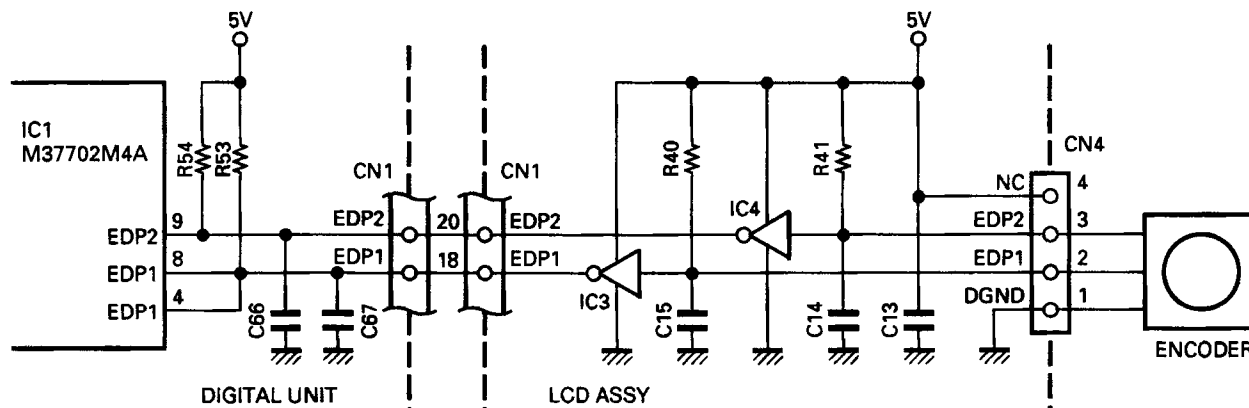 5V
5V
IC1
M37702M4A
R54
R53
CN1
CN1
R40
R41
CN4
NC
4
9
EDP2
EDP2
20
EDP2
IC4
EDP2
3
8
EDP1
EDP1
18
EDP1
IC3
EDP1
2
4
EDP1
C66
C67
C15
C14
C13
DGND
1
ENCODER
DIGITAL UNIT
LCD ASSY